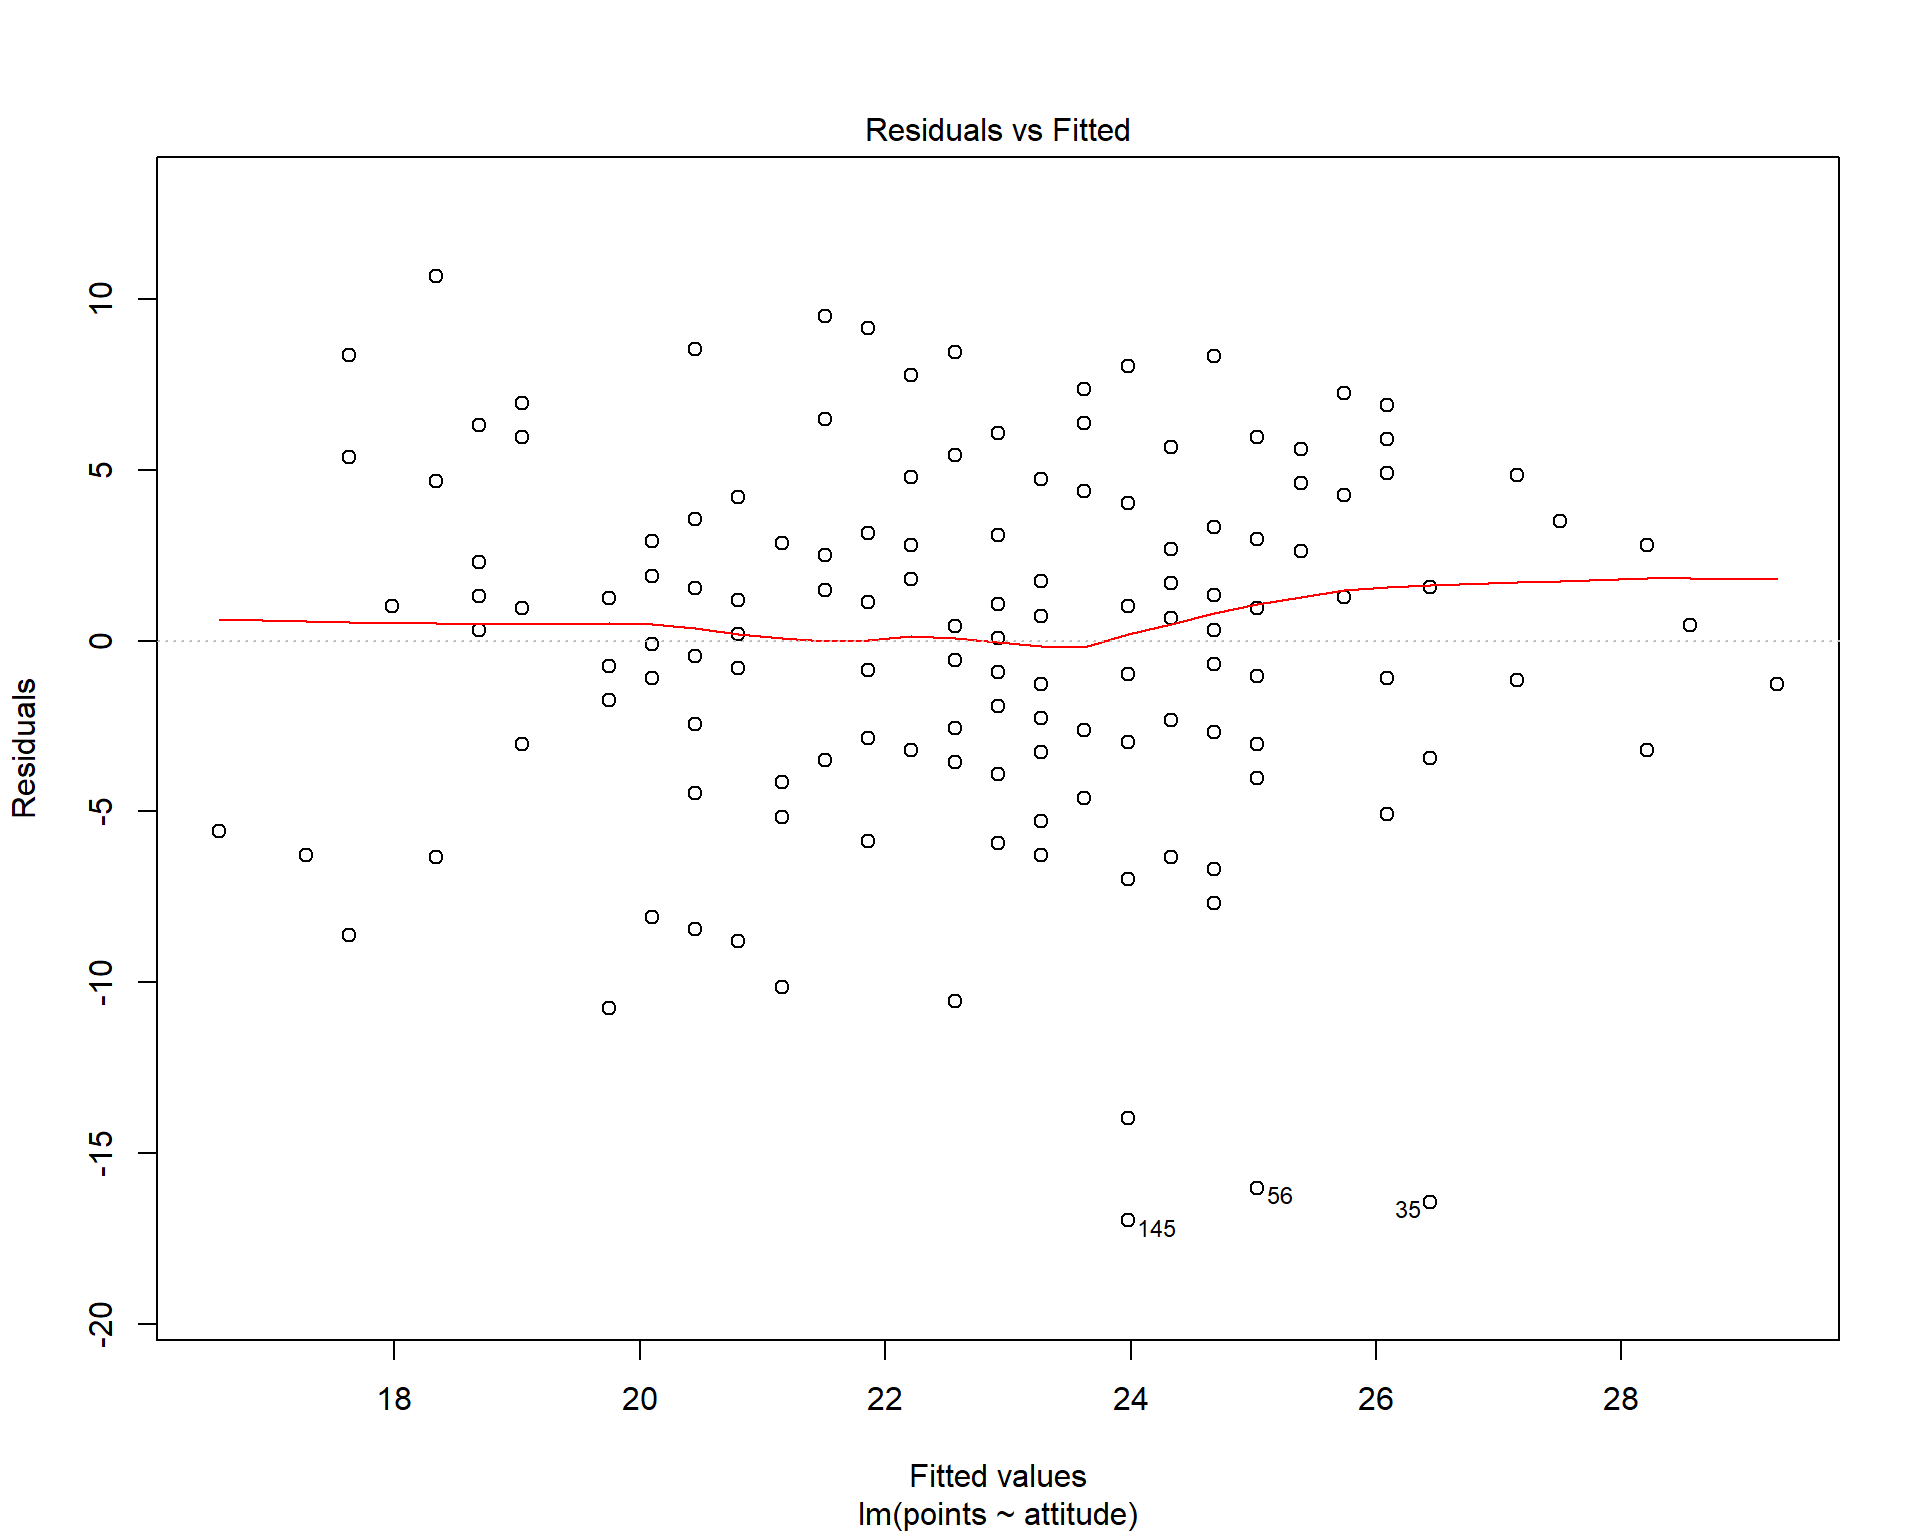 Residuals vs Fitted
Residuals
10
5
0
-5
-10
-15
-20
56
35
145
18 20 22 24 26 28
Fitted values
lm(points ~ attitude)